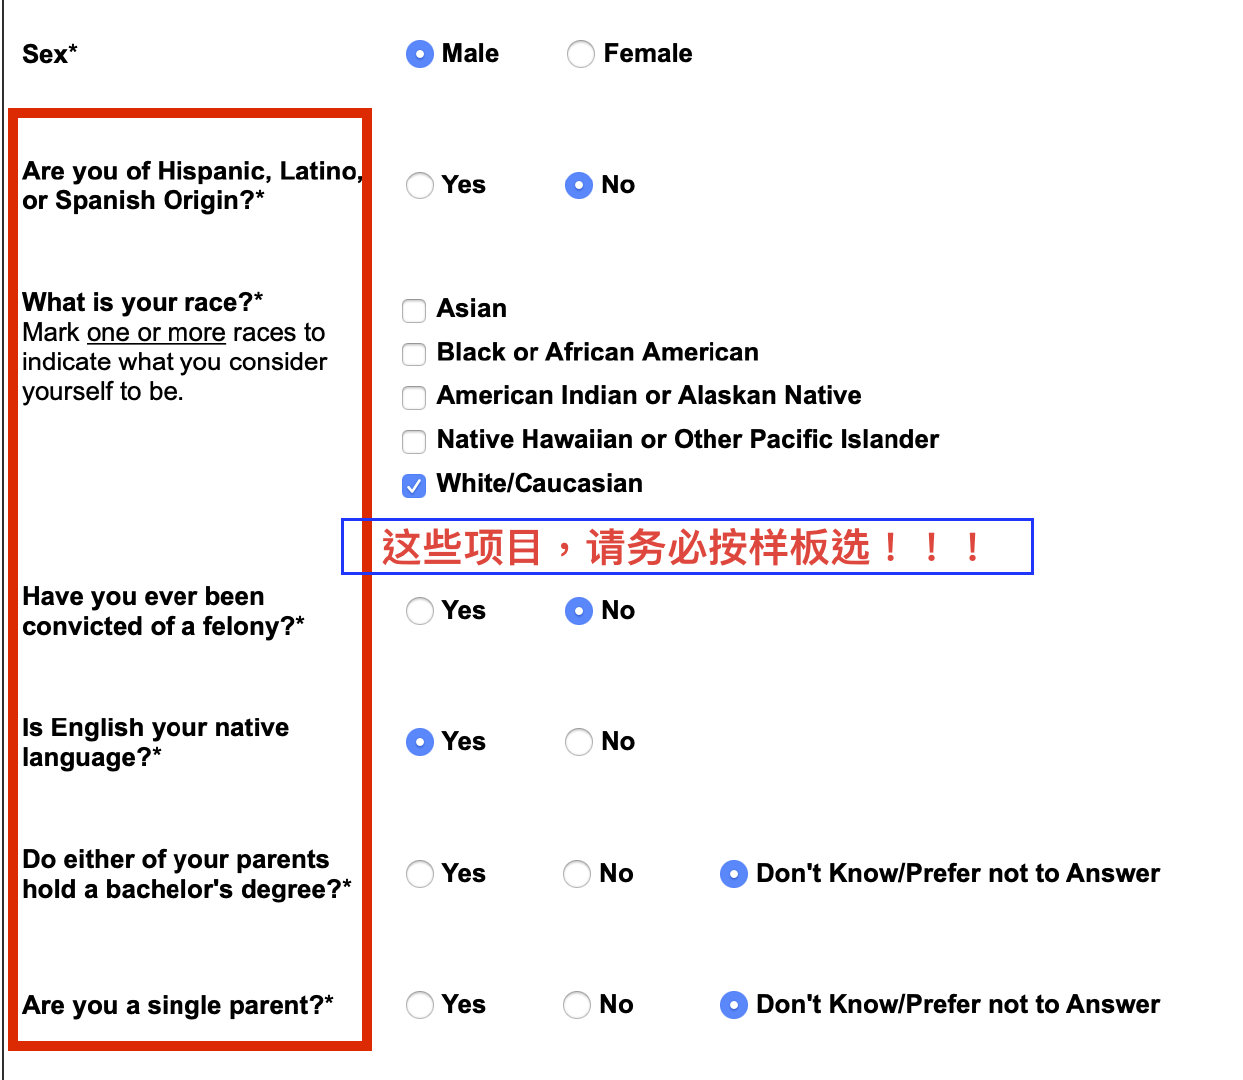 Sex*
Male
Female
Are you of Hispanic, Latino,
or Spanish Origin?*
Yes
No
What is your race?*
Mark one or more races to
indicate what you consider
yourself to be.
Asian
Black or African American
American Indian or Alaskan Native
Native Hawaiian or Other Pacific Islander
White/Caucasian
这些项目，请务必按样板选！！！
Have you ever been
convicted of a felony?*
Yes
No
Is English your native
language?*
Yes
No
Do either of your parents
hold a bachelor's degree?*
Yes
No
Don't Know/Prefer not to Answer
Are you a single parent?*
Yes
No
Don't Know/Prefer not to Answer